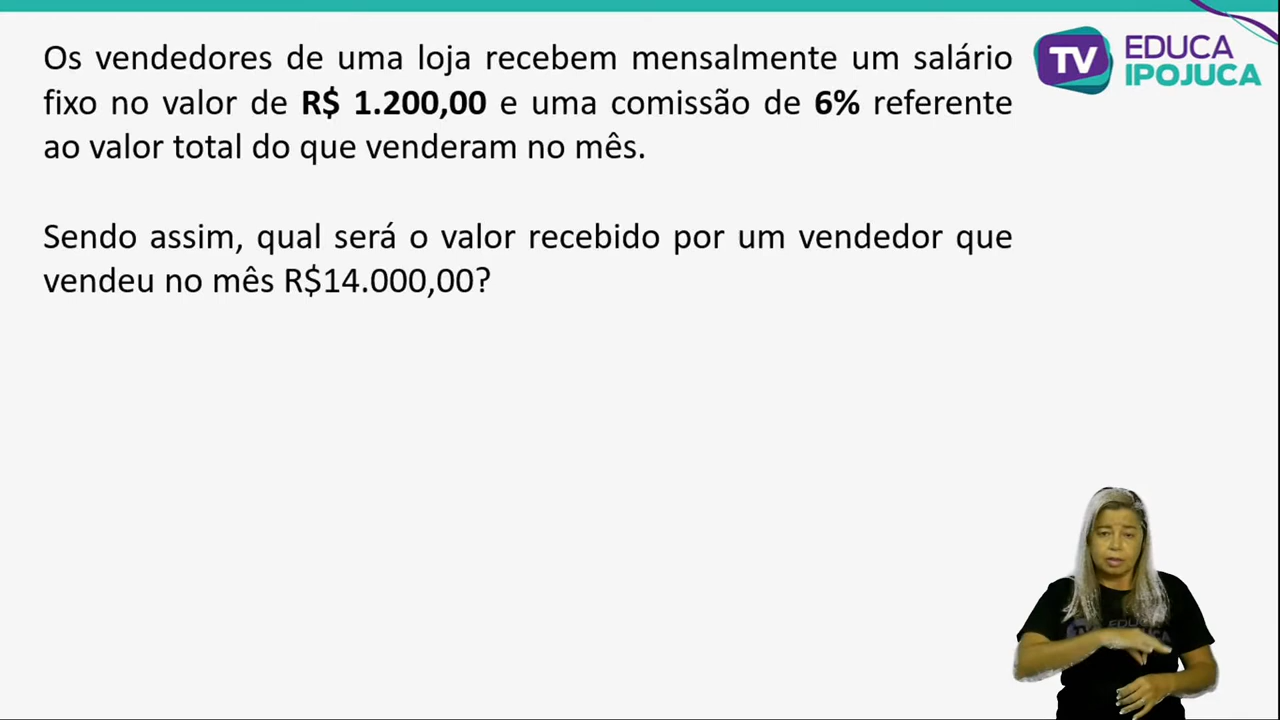 Os vendedores de uma loja recebem mensalmente um salário
fixo no valor de R$ 1.200,00 e uma comissão de 6% referente
ao valor total do que venderam no mês.
Sendo assim, qual será o valor recebido por um vendedor que
vendeu no mês R$14.000,00?
TV EDUCA
IPOJUCA